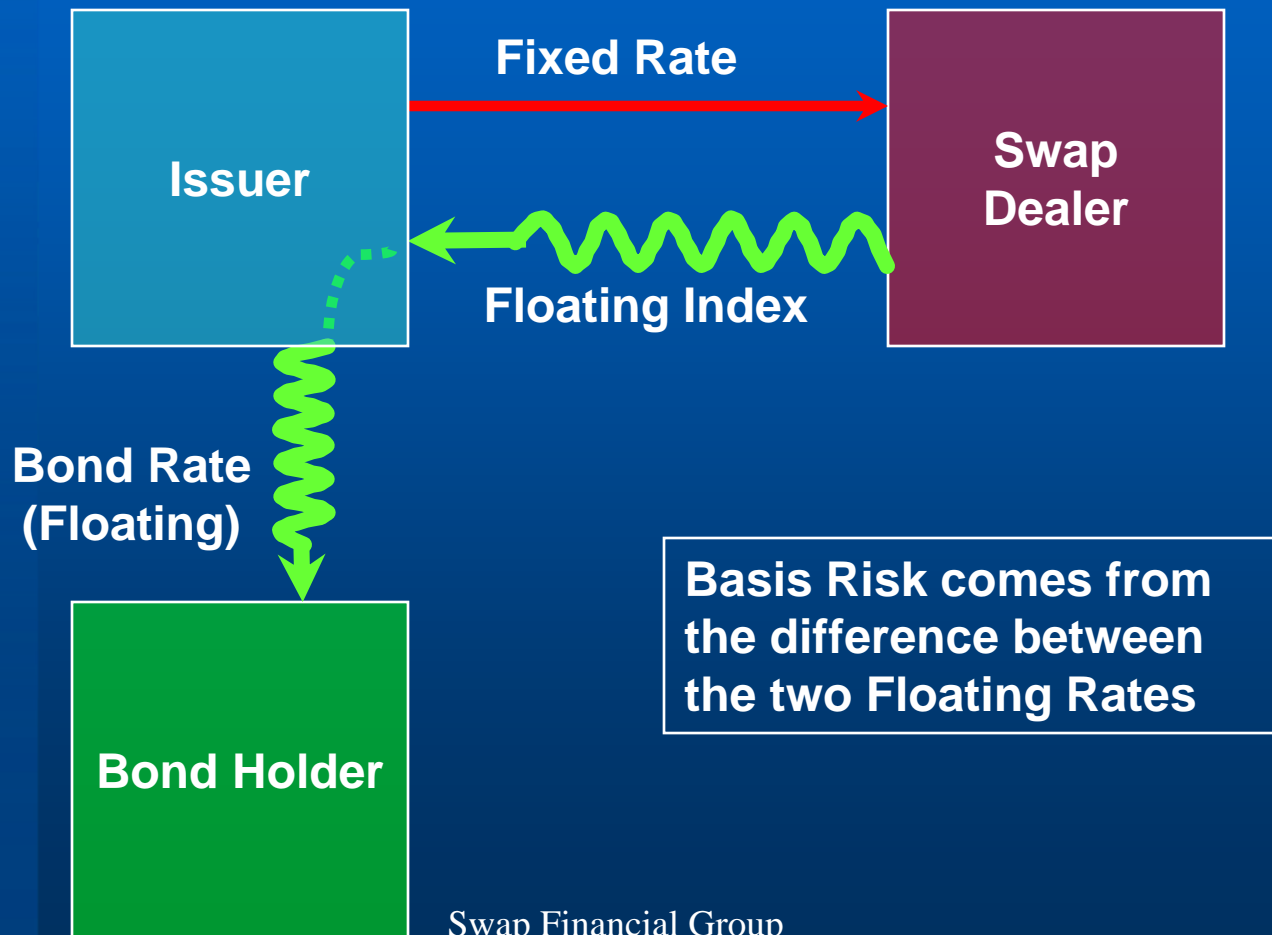 Fixed Rate
Issuer
Swap
Dealer
Floating Index
Bond Rate
(Floating)
Basis Risk comes from
the difference between
the two Floating Rates
Bond Holder
Swap Financial Group